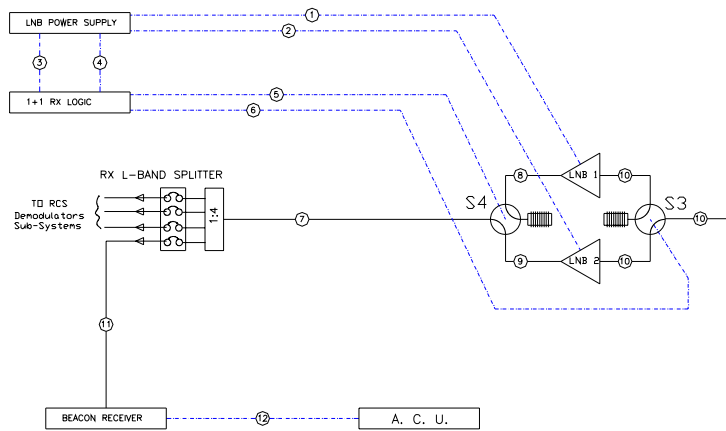 LNB POWER SUPPLY
1
2
3
4
1+1 RX LOGIC
5
6
RX L-BAND SPLITTER
TO RCS
Demodulators
Sub-Systems
1:4
7
S4
8
LNB 1
10
S3
10
9
LNB 2
10
11
BEACON RECEIVER
12
A. C. U.